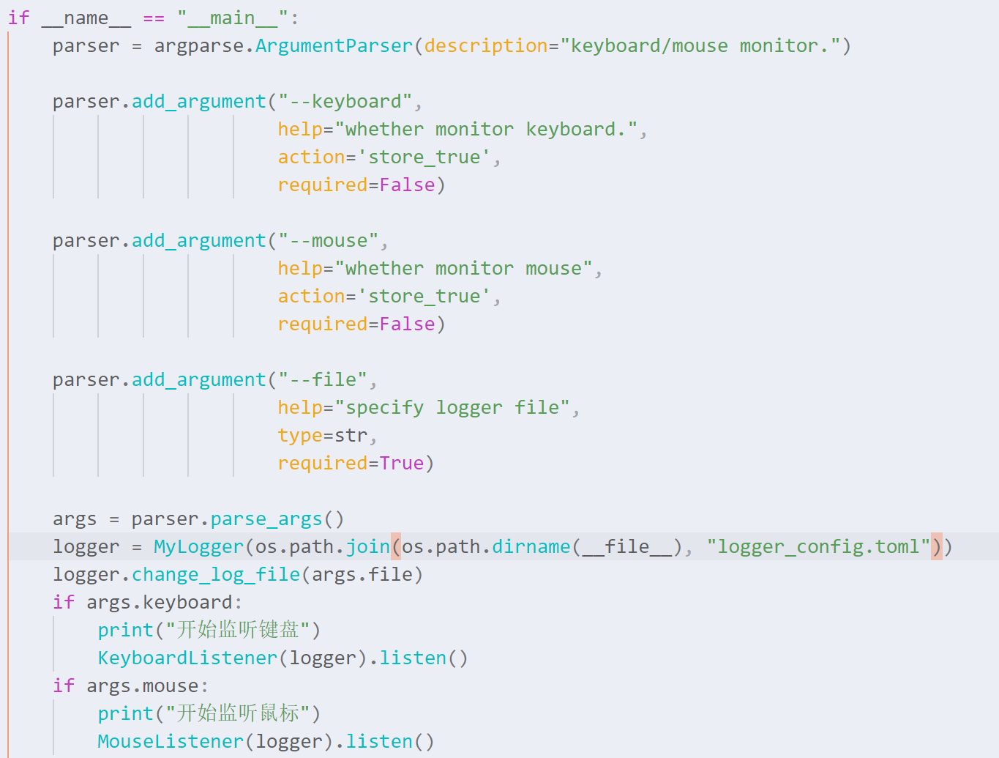 if __name__ == "__main__":
parser = argparse.ArgumentParser(description="keyboard/mouse monitor.")
parser.add_argument("--keyboard",
help="whether monitor keyboard.",
action='store_true',
required=False)
parser.add_argument("--mouse",
help="whether monitor mouse",
action='store_true',
required=False)
parser.add_argument("--file",
help="specify logger file",
type=str,
required=True)
args = parser.parse_args()
logger = MyLogger(os.path.join(os.path.dirname(__file__), "logger_config.toml"))
logger.change_log_file(args.file)
if args.keyboard:
print("开始监听键盘")
KeyboardListener(logger).listen()
if args.mouse:
print("开始监听鼠标")
MouseListener(logger).listen()